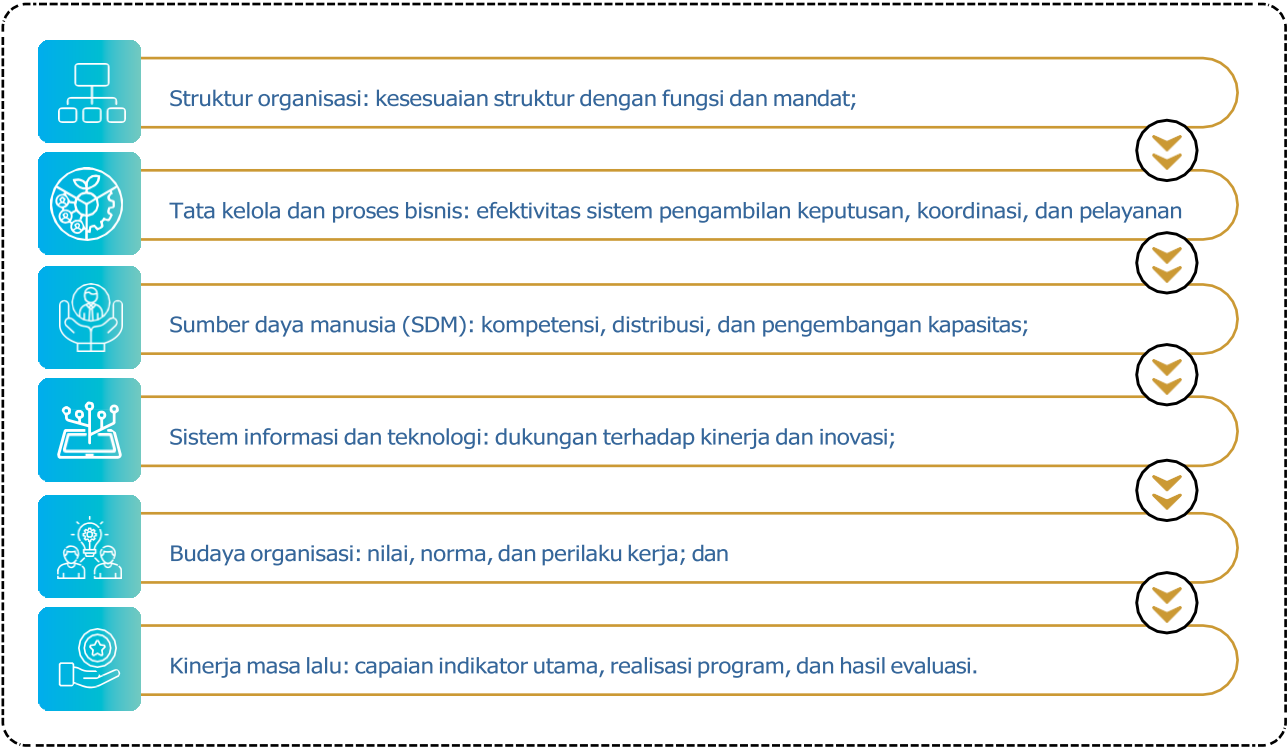 Struktur organisasi: kesesuaian struktur dengan fungsi dan mandat;
Tata kelola dan proses bisnis: efektivitas sistem pengambilan keputusan, koordinasi, dan pelayanan
Sumber daya manusia (SDM): kompetensi, distribusi, dan pengembangan kapasitas;
Sistem informasi dan teknologi: dukungan terhadap kinerja dan inovasi;
Budaya organisasi: nilai, norma, dan perilaku kerja; dan
Kinerja masa lalu: capaian indikator utama, realisasi program, dan hasil evaluasi.